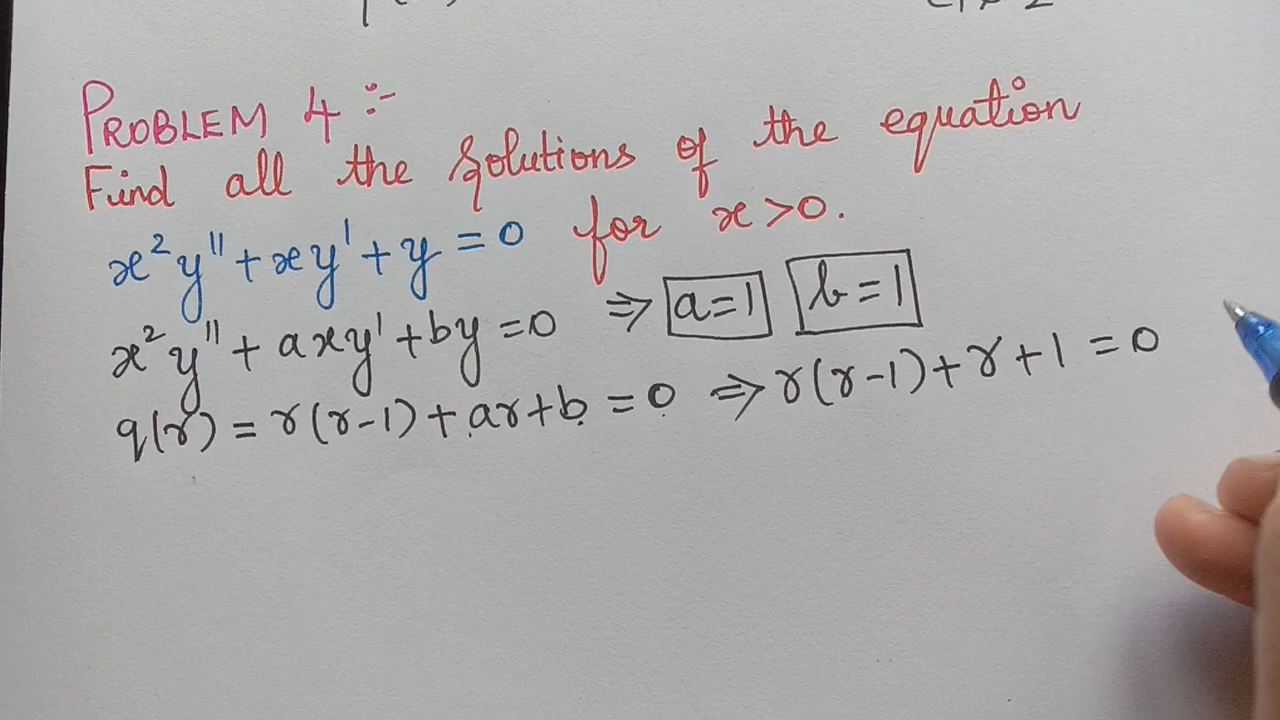 PROBLEM 4 :-
Find all the solutions of the equation
x²y'' + xy' + y = 0 for x > 0.
x²y'' + axy' + by = 0 ⇒ a=1 b=1
q(r) = r(r-1) + ar + b = 0 ⇒ r(r-1) + r + 1 = 0